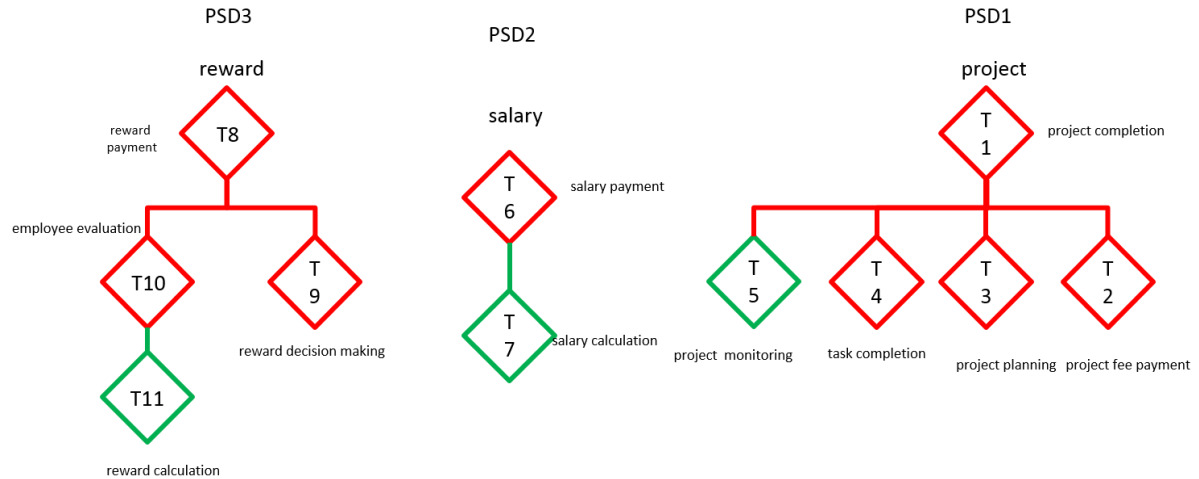 PSD3
reward
T8
reward
payment
employee evaluation
T10
T
9
reward decision making
T11
reward calculation
PSD2
salary
T
6
salary payment
T
7
salary calculation
PSD1
project
T
1
project completion
T
5
T
4
T
3
T
2
project monitoring
task completion
project planning
project fee payment